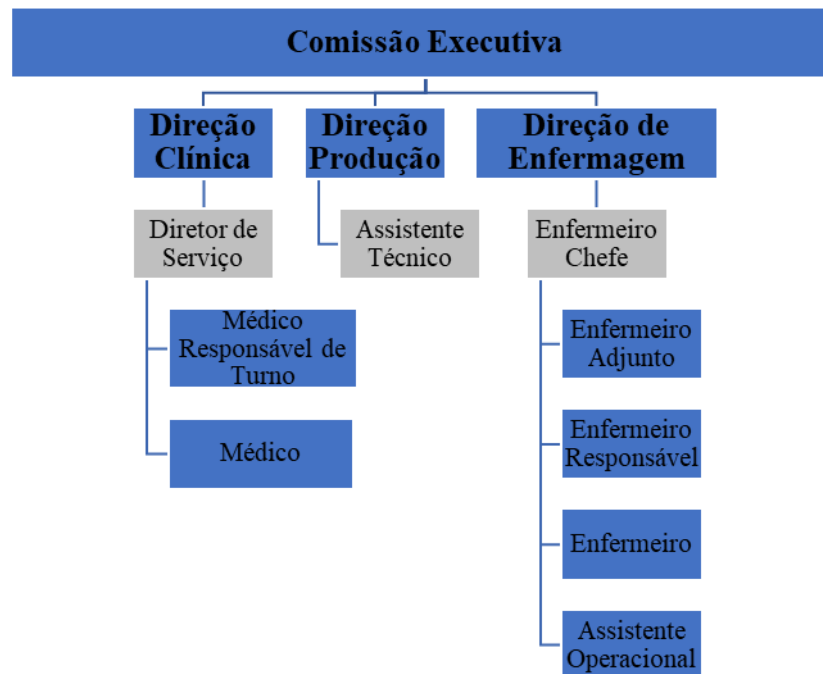 Comissão Executiva
Direção
Clínica
Direção
Produção
Direção de
Enfermagem
Diretor de
Serviço
Assistente
Técnico
Enfermeiro
Chefe
Médico
Responsável de
Turno
Médico
Enfermeiro
Adjunto
Enfermeiro
Responsável
Enfermeiro
Assistente
Operacional